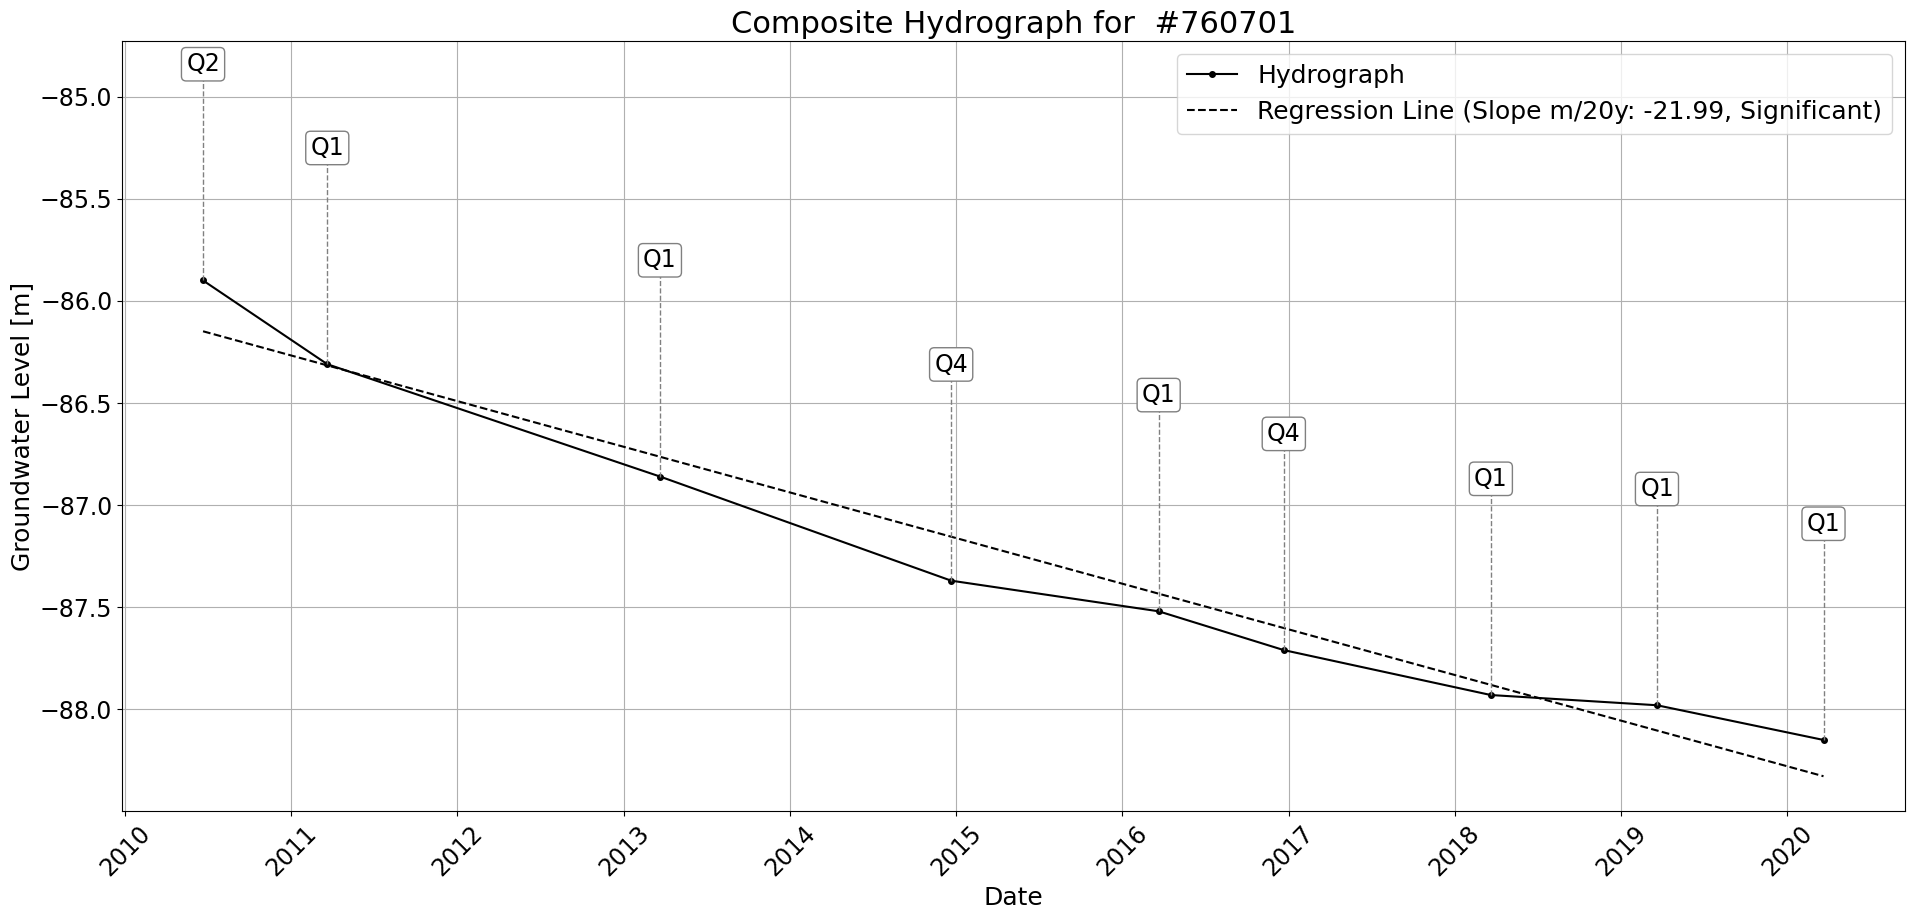 Composite Hydrograph for #760701
Hydrograph
Regression Line (Slope m/20y: -21.99, Significant)
Q2
Q1
Q1
Q4
Q1
Q4
Q1
Q1
Q1
Groundwater Level [m]
−85.0
−85.5
−86.0
−86.5
−87.0
−87.5
−88.0
2010
2011
2012
2013
2014
2015
2016
2017
2018
2019
2020
Date